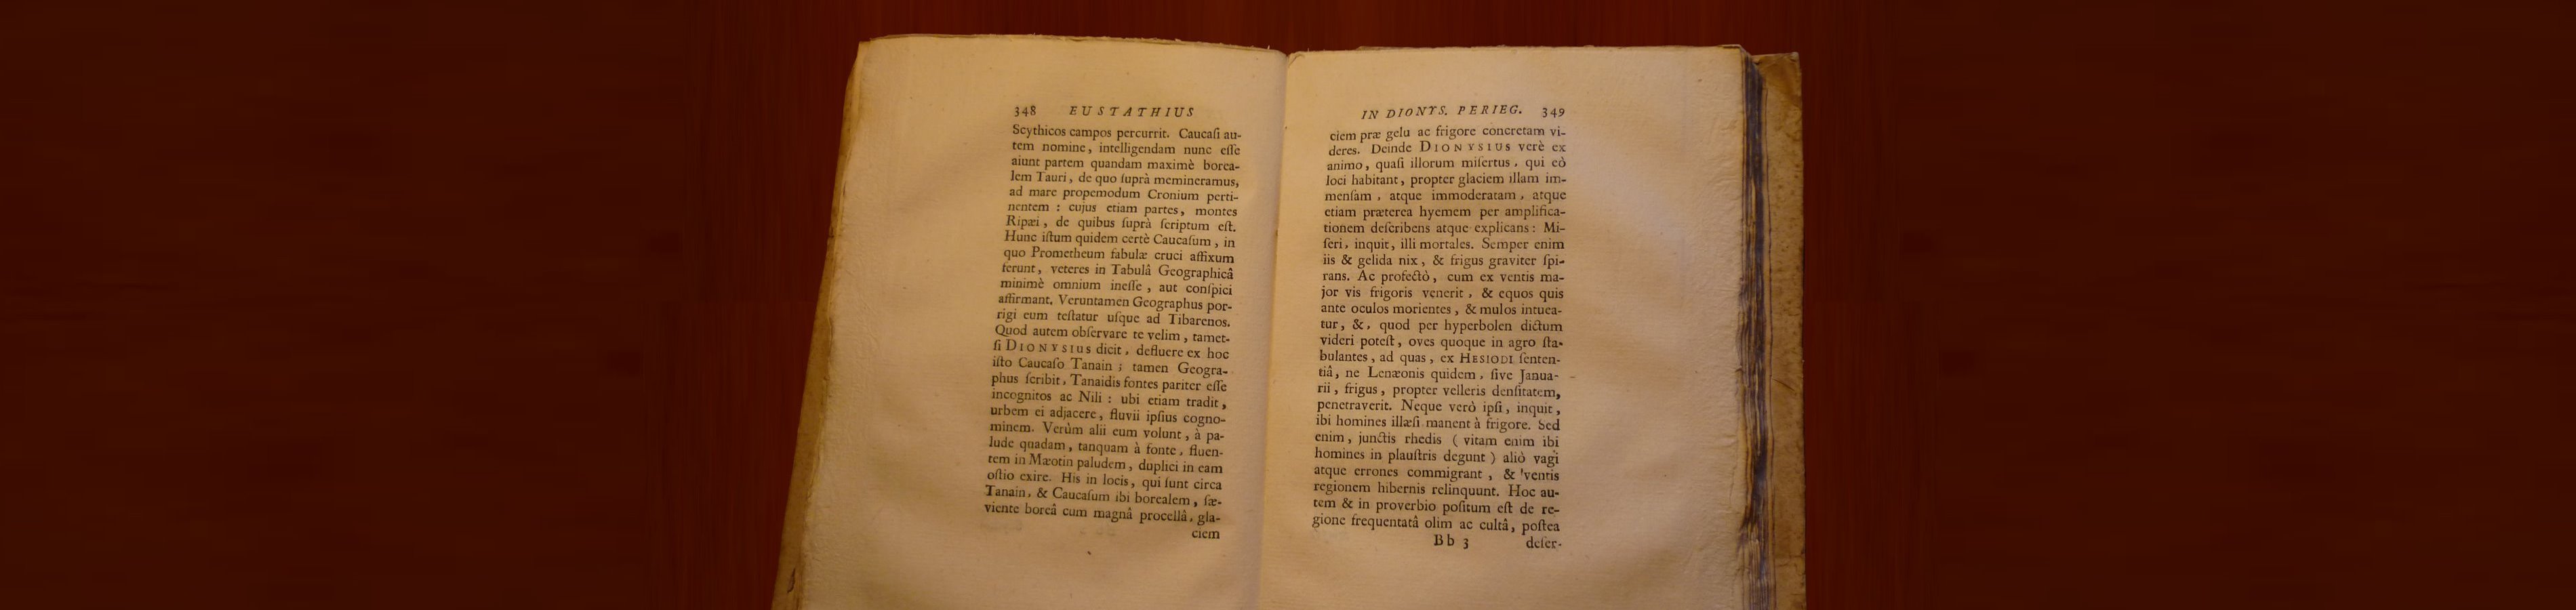 348 EUSTATHIUS
Scythicos campos percurrit. Caucaſi au-
tem nomine, intelligendam nunc eſſe
aiunt partem quandam maximè borea-
lem Tauri, de quo ſuprà memineramus,
ad mare propemodum Cronium perti-
nentem : cujus etiam partes, montes
Ripæi, de quibus ſuprà ſcriptum eſt.
Hunc iſtum quidem certè Caucaſum, in
quo Prometheum fabulæ cruci affixum
ferunt, veteres in Tabulâ Geographicâ
minimè omnium ineſſe, aut conſpici
affirmant. Veruntamen Geographus por-
rigi eum teſtatur uſque ad Tibarenos.
Quod autem obſervare te velim, tamet-
ſi DIONYSIUS dicit, defluere ex hoc
iſto Caucaſo Tanain ; tamen Geogra-
phus ſcribit, Tanaidis fontes pariter eſſe
incognitos ac Nili : ubi etiam tradit,
urbem ei adjacere, fluvii ipſius cogno-
minem. Verùm alii eum volunt, à pa-
lude quadam, tanquam à fonte, fluen-
tem in Mæotin paludem, duplici in eam
oſtio exire. His in locis, qui ſunt circa
Tanain, & Caucaſum ibi borealem, ſæ-
viente boreâ cum magnâ procellâ, gla-
ciem
IN DIONYS. PERIEG. 349
ciem præ gelu ac frigore concretam vi-
deres. Deinde DIONYSIUS verè ex
animo, quaſi illorum miſertus, qui eò
loci habitant, propter glaciem illam im-
menſam, atque immoderatam, atque
etiam præterea hyemem per amplifica-
tionem deſcribens atque explicans : Mi-
ſeri, inquit, illi mortales. Semper enim
iis & gelida nix, & frigus graviter ſpi-
rans. Ac profectò, cum ex ventis ma-
jor vis frigoris venerit, & equos quis
ante oculos morientes, & mulos intuea-
tur, &, quod per hyperbolen dictum
videri poteſt, oves quoque in agro ſta-
bulantes, ad quas, ex HESIODI ſenten-
tiâ, ne Lenæonis quidem, ſive Janua-
rii, frigus, propter velleris denſitatem,
penetraverit. Neque verò ipſi, inquit,
ibi homines illæſi manent à frigore. Sed
enim, junctis rhedis ( vitam enim ibi
homines in plauſtris degunt ) aliò vagi
atque errones commigrant, & ventis
regionem hibernis relinquunt. Hoc au-
tem & in proverbio poſitum eſt de re-
gione frequentatâ olim ac cultâ, poſtea
Bb 3 deſer-